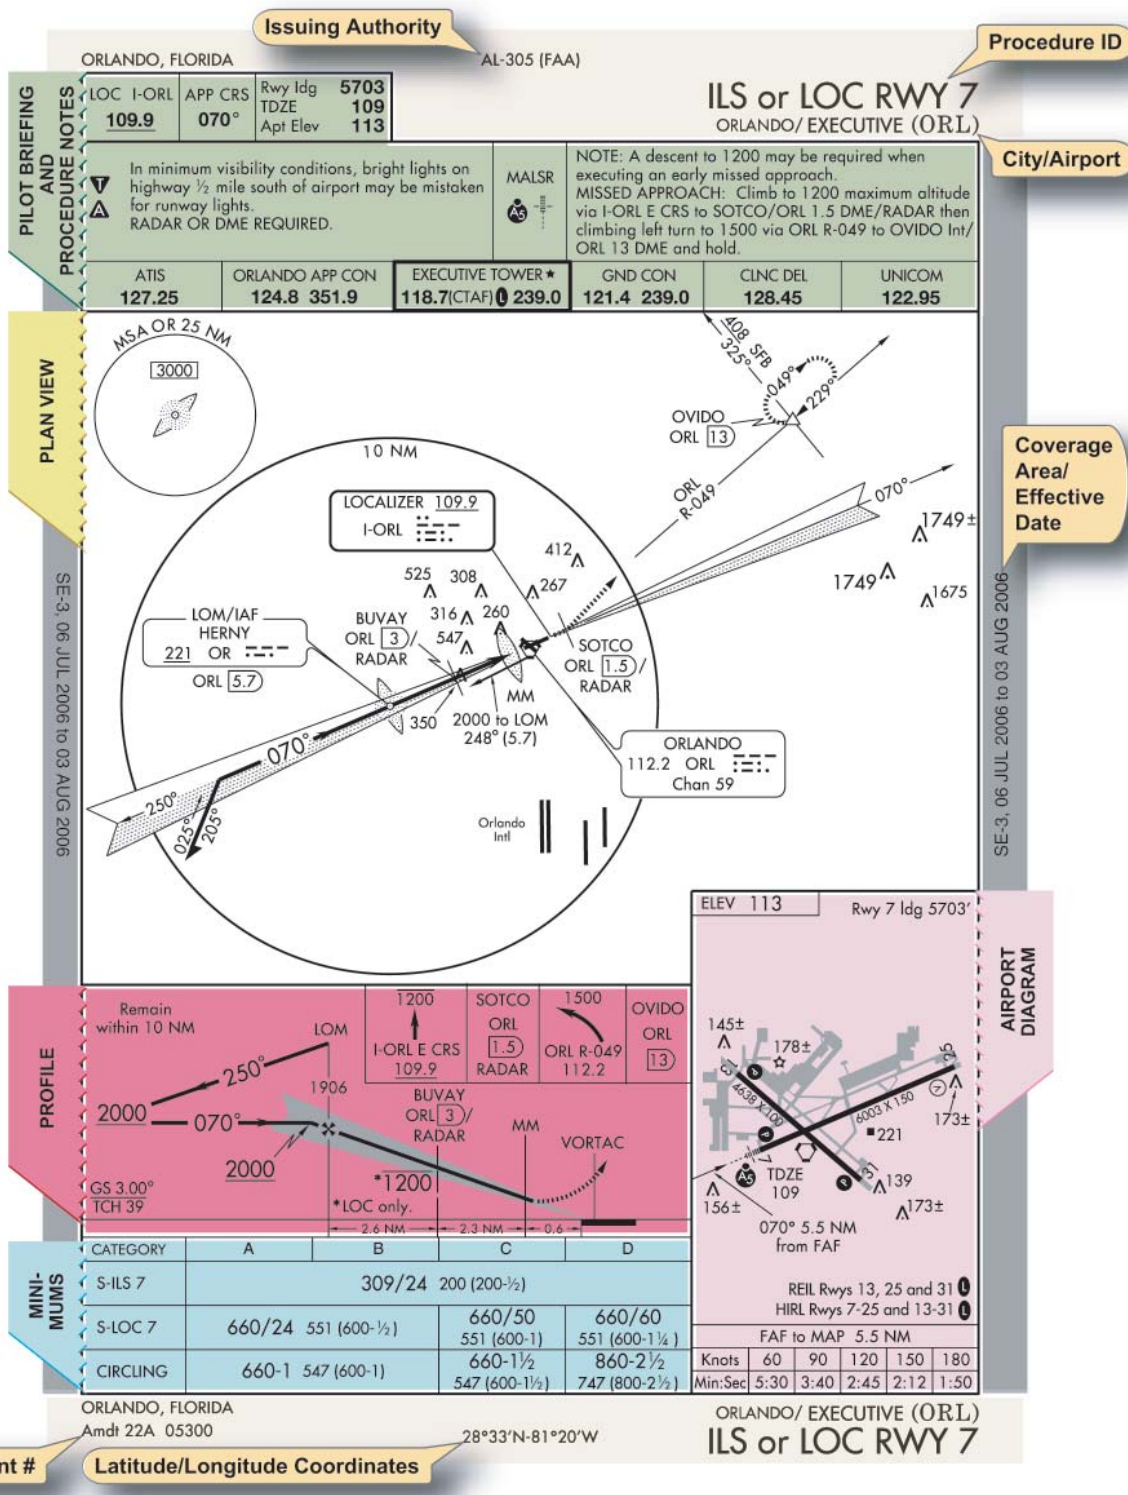 Issuing Authority
ORLANDO, FLORIDA
AL-305 (FAA)
Procedure ID
ILS or LOC RWY 7
ORLANDO/ EXECUTIVE (ORL)
City/Airport
PILOT BRIEFING
AND
PROCEDURE NOTES
LOC I-ORL
109.9
APP CRS
070°
Rwy ldg 5703
TDZE 109
Apt Elev 113
T
A
In minimum visibility conditions, bright lights on
highway ½ mile south of airport may be mistaken
for runway lights.
RADAR OR DME REQUIRED.
MALSR
A5
NOTE: A descent to 1200 may be required when
executing an early missed approach.
MISSED APPROACH: Climb to 1200 maximum altitude
via I-ORL E CRS to SOTCO/ORL 1.5 DME/RADAR then
climbing left turn to 1500 via ORL R-049 to OVIDO Int/
ORL 13 DME and hold.
ATIS
127.25
ORLANDO APP CON
124.8 351.9
EXECUTIVE TOWER ★
118.7(CTAF) L 239.0
GND CON
121.4 239.0
CLNC DEL
128.45
UNICOM
122.95
PLAN VIEW
MSA OR 25 NM
3000
408 SFB
325°
049°
229°
OVIDO
ORL 13
Coverage
Area/
Effective
Date
10 NM
LOCALIZER 109.9
I-ORL
ORL
R-049
070°
1749±
1749
1675
412
525
308
267
316
260
547
LOM/IAF
HERNY
221 OR
ORL 5.7
BUVAY
ORL 3/
RADAR
SOTCO
ORL 1.5/
RADAR
MM
350
2000 to LOM
248° (5.7)
070°
250°
025°
205°
ORLANDO
112.2 ORL
Chan 59
Orlando
Intl
SE-3, 06 JUL 2006 to 03 AUG 2006
SE-3, 06 JUL 2006 to 03 AUG 2006
AIRPORT
DIAGRAM
ELEV 113
Rwy 7 ldg 5703'
145±
178±
13
25
4638 X 100
6003 X 150
P
P
P
V
173±
221
7
A5
TDZE
109
31
139
173±
156±
070° 5.5 NM
from FAF
REIL Rwys 13, 25 and 31 L
HIRL Rwys 7-25 and 13-31 L
FAF to MAP 5.5 NM
Knots 60 90 120 150 180
Min:Sec 5:30 3:40 2:45 2:12 1:50
PROFILE
Remain
within 10 NM
LOM
1200
I-ORL E CRS
109.9
SOTCO
ORL
1.5
RADAR
1500
ORL R-049
112.2
OVIDO
ORL
13
250°
1906
2000
070°
BUVAY
ORL 3/
RADAR
MM
VORTAC
2000
*1200
GS 3.00°
TCH 39
*LOC only.
2.6 NM
2.3 NM
0.6
MINI-
MUMS
CATEGORY A B C D
S-ILS 7 309/24 200 (200-½)
S-LOC 7 660/24 551 (600-½)
660/50
551 (600-1)
660/60
551 (600-1¼)
CIRCLING 660-1 547 (600-1)
660-1½
547 (600-1½)
860-2½
747 (800-2½)
ORLANDO, FLORIDA
Amdt 22A 05300
28°33'N-81°20'W
ORLANDO/ EXECUTIVE (ORL)
ILS or LOC RWY 7
nt #
Latitude/Longitude Coordinates